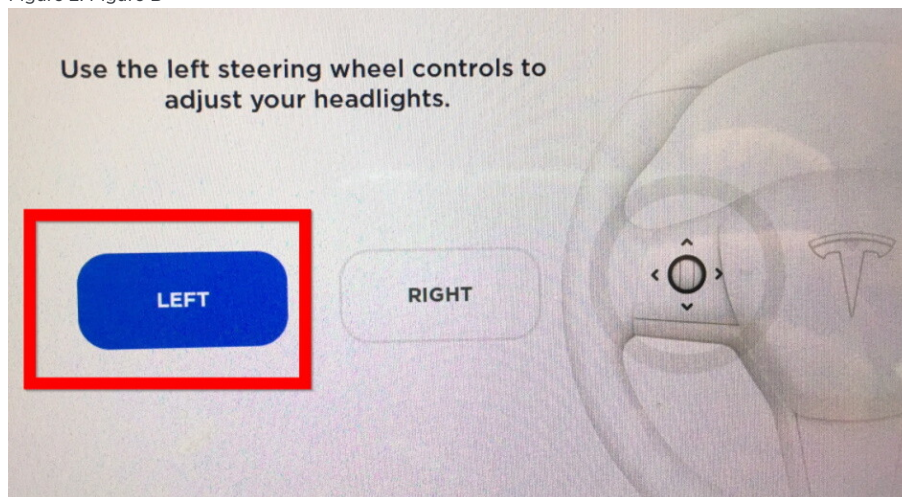 Use the left steering wheel controls to
adjust your headlights.
LEFT
RIGHT